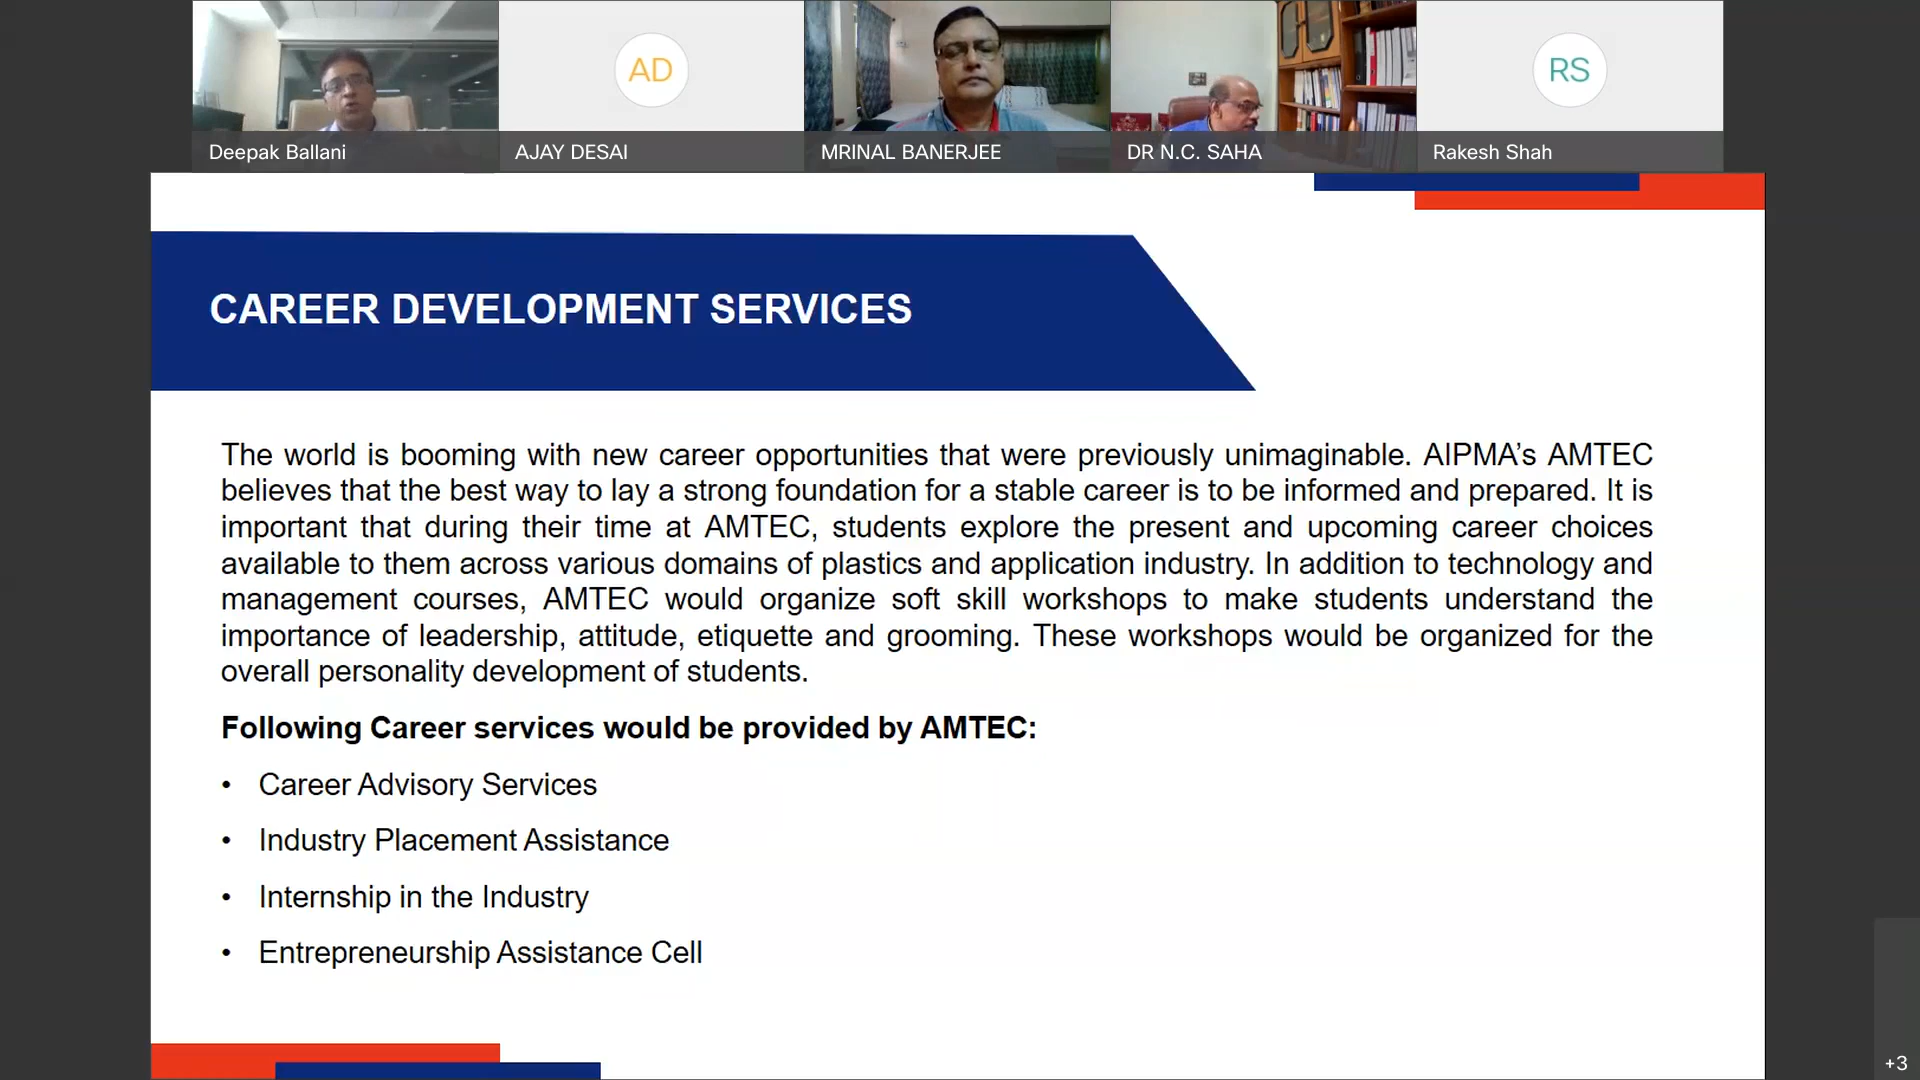 AD
RS
Deepak Ballani
AJAY DESAI
MRINAL BANERJEE
DR N.C. SAHA
Rakesh Shah
CAREER DEVELOPMENT SERVICES
The world is booming with new career opportunities that were previously unimaginable. AIPMA’s AMTEC
believes that the best way to lay a strong foundation for a stable career is to be informed and prepared. It is
important that during their time at AMTEC, students explore the present and upcoming career choices
available to them across various domains of plastics and application industry. In addition to technology and
management courses, AMTEC would organize soft skill workshops to make students understand the
importance of leadership, attitude, etiquette and grooming. These workshops would be organized for the
overall personality development of students.
Following Career services would be provided by AMTEC:
• Career Advisory Services
• Industry Placement Assistance
• Internship in the Industry
• Entrepreneurship Assistance Cell
+3